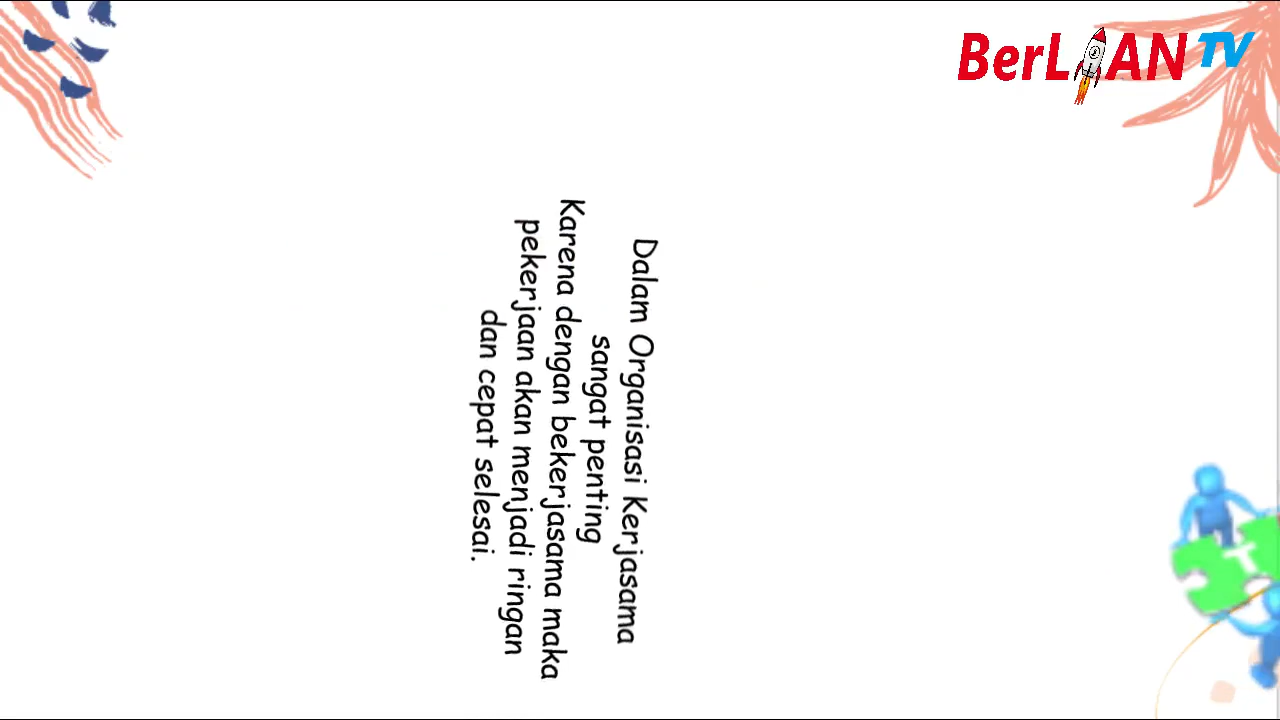 BerLIAN TV
Dalam Organisasi Kerjasama
sangat penting
Karena dengan bekerjasama maka
pekerjaan akan menjadi ringan
dan cepat selesai.
T